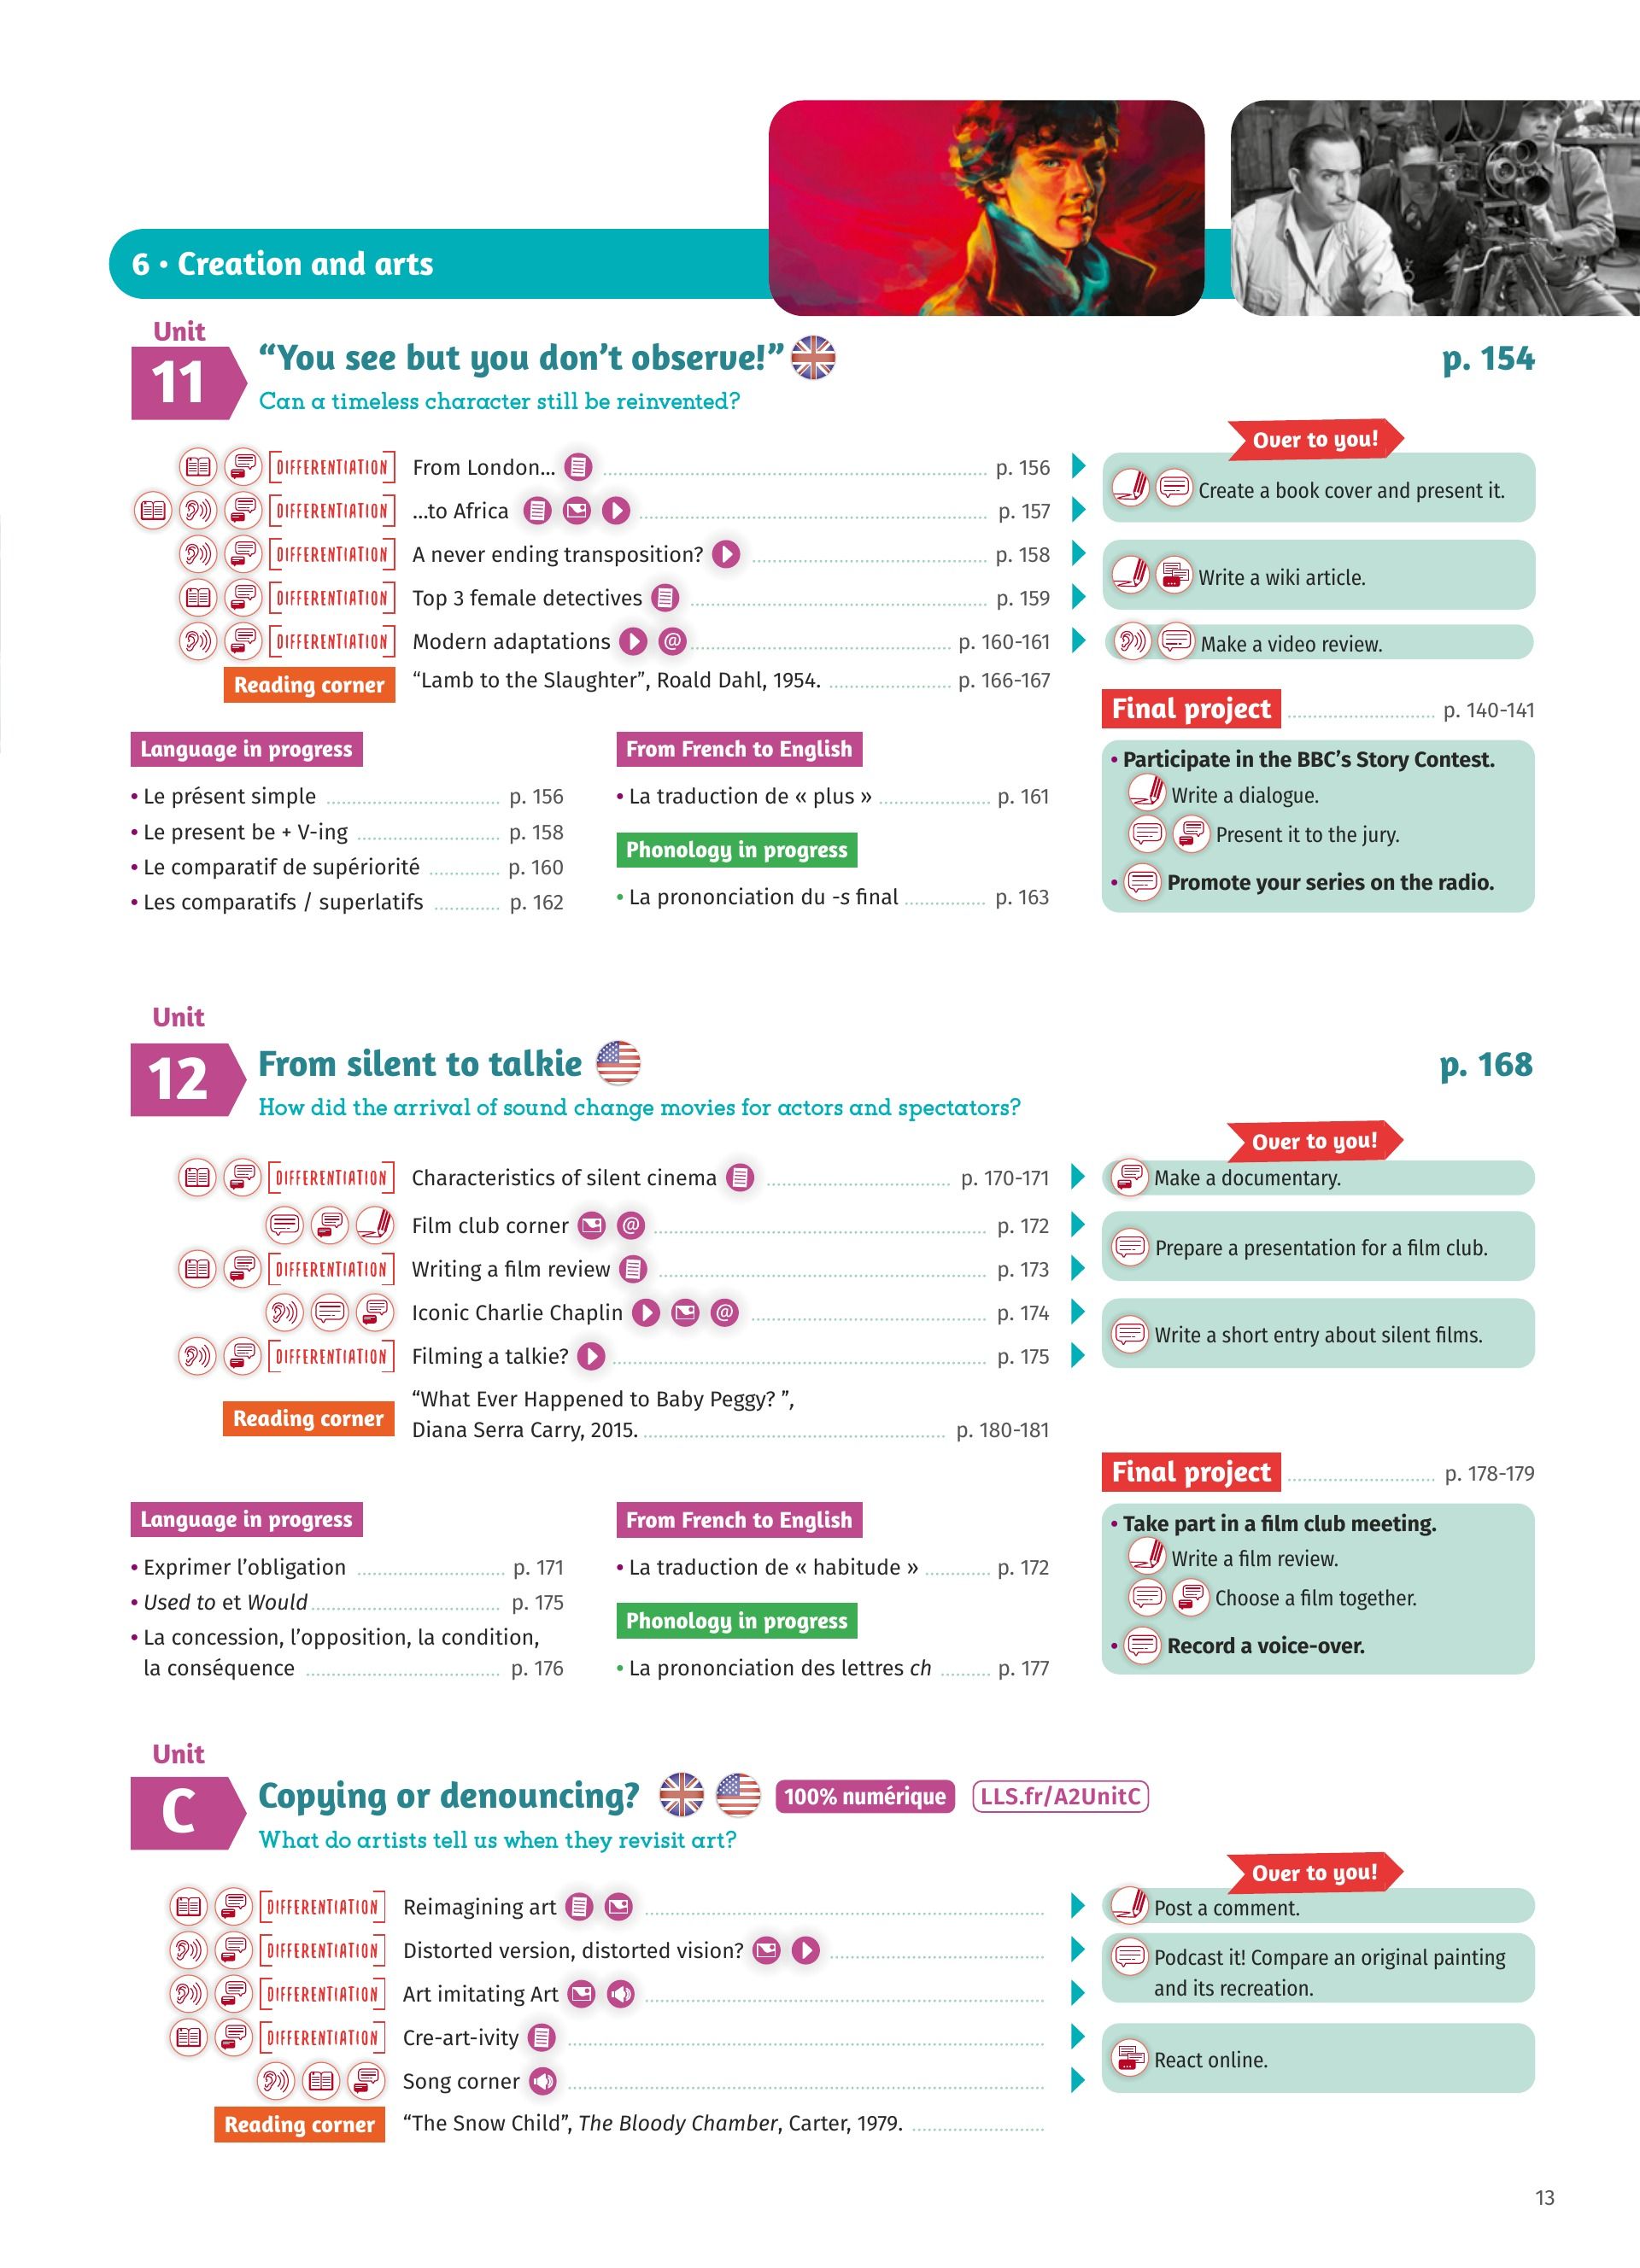 6 • Creation and arts
Unit
11
“You see but you don’t observe!”
p. 154
Can a timeless character still be reinvented?
Over to you!
DIFFERENTIATION From London... p. 156
DIFFERENTIATION ...to Africa p. 157
Create a book cover and present it.
DIFFERENTIATION A never ending transposition? p. 158
DIFFERENTIATION Top 3 female detectives p. 159
Write a wiki article.
DIFFERENTIATION Modern adaptations @ p. 160-161
Make a video review.
Reading corner “Lamb to the Slaughter”, Roald Dahl, 1954. p. 166-167
Final project p. 140-141
• Participate in the BBC’s Story Contest.
Write a dialogue.
Present it to the jury.
• Promote your series on the radio.
Language in progress
• Le présent simple p. 156
• Le present be + V-ing p. 158
• Le comparatif de supériorité p. 160
• Les comparatifs / superlatifs p. 162
From French to English
• La traduction de « plus » p. 161
Phonology in progress
• La prononciation du -s final p. 163
Unit
12
From silent to talkie
p. 168
How did the arrival of sound change movies for actors and spectators?
Over to you!
DIFFERENTIATION Characteristics of silent cinema p. 170-171
Make a documentary.
Film club corner @ p. 172
DIFFERENTIATION Writing a film review p. 173
Prepare a presentation for a film club.
Iconic Charlie Chaplin @ p. 174
DIFFERENTIATION Filming a talkie? p. 175
Write a short entry about silent films.
Reading corner
“What Ever Happened to Baby Peggy? ”,
Diana Serra Carry, 2015. p. 180-181
Final project p. 178-179
• Take part in a film club meeting.
Write a film review.
Choose a film together.
• Record a voice-over.
Language in progress
• Exprimer l’obligation p. 171
• Used to et Would p. 175
• La concession, l’opposition, la condition,
la conséquence p. 176
From French to English
• La traduction de « habitude » p. 172
Phonology in progress
• La prononciation des lettres ch p. 177
Unit
C
Copying or denouncing?
100% numérique
LLS.fr/A2UnitC
What do artists tell us when they revisit art?
Over to you!
DIFFERENTIATION Reimagining art
Post a comment.
DIFFERENTIATION Distorted version, distorted vision?
DIFFERENTIATION Art imitating Art
Podcast it! Compare an original painting
and its recreation.
DIFFERENTIATION Cre-art-ivity
Song corner
React online.
Reading corner “The Snow Child”, The Bloody Chamber, Carter, 1979.
13